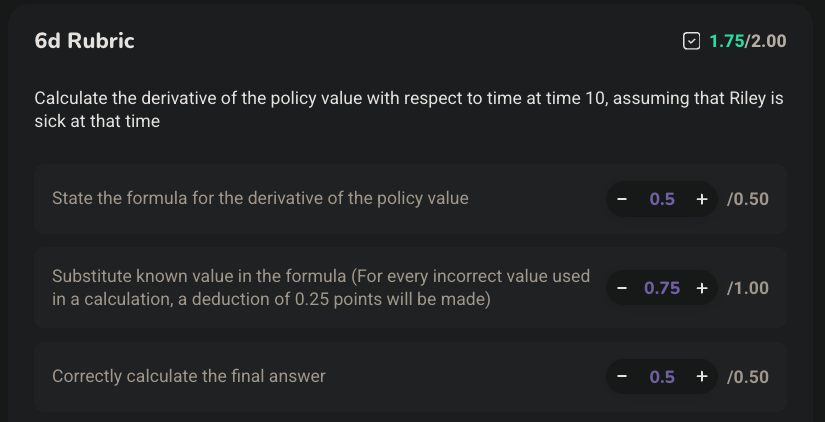 6d Rubric
1.75/2.00
Calculate the derivative of the policy value with respect to time at time 10, assuming that Riley is
sick at that time
State the formula for the derivative of the policy value
− 0.5 + /0.50
Substitute known value in the formula (For every incorrect value used
in a calculation, a deduction of 0.25 points will be made)
− 0.75 + /1.00
Correctly calculate the final answer
− 0.5 + /0.50